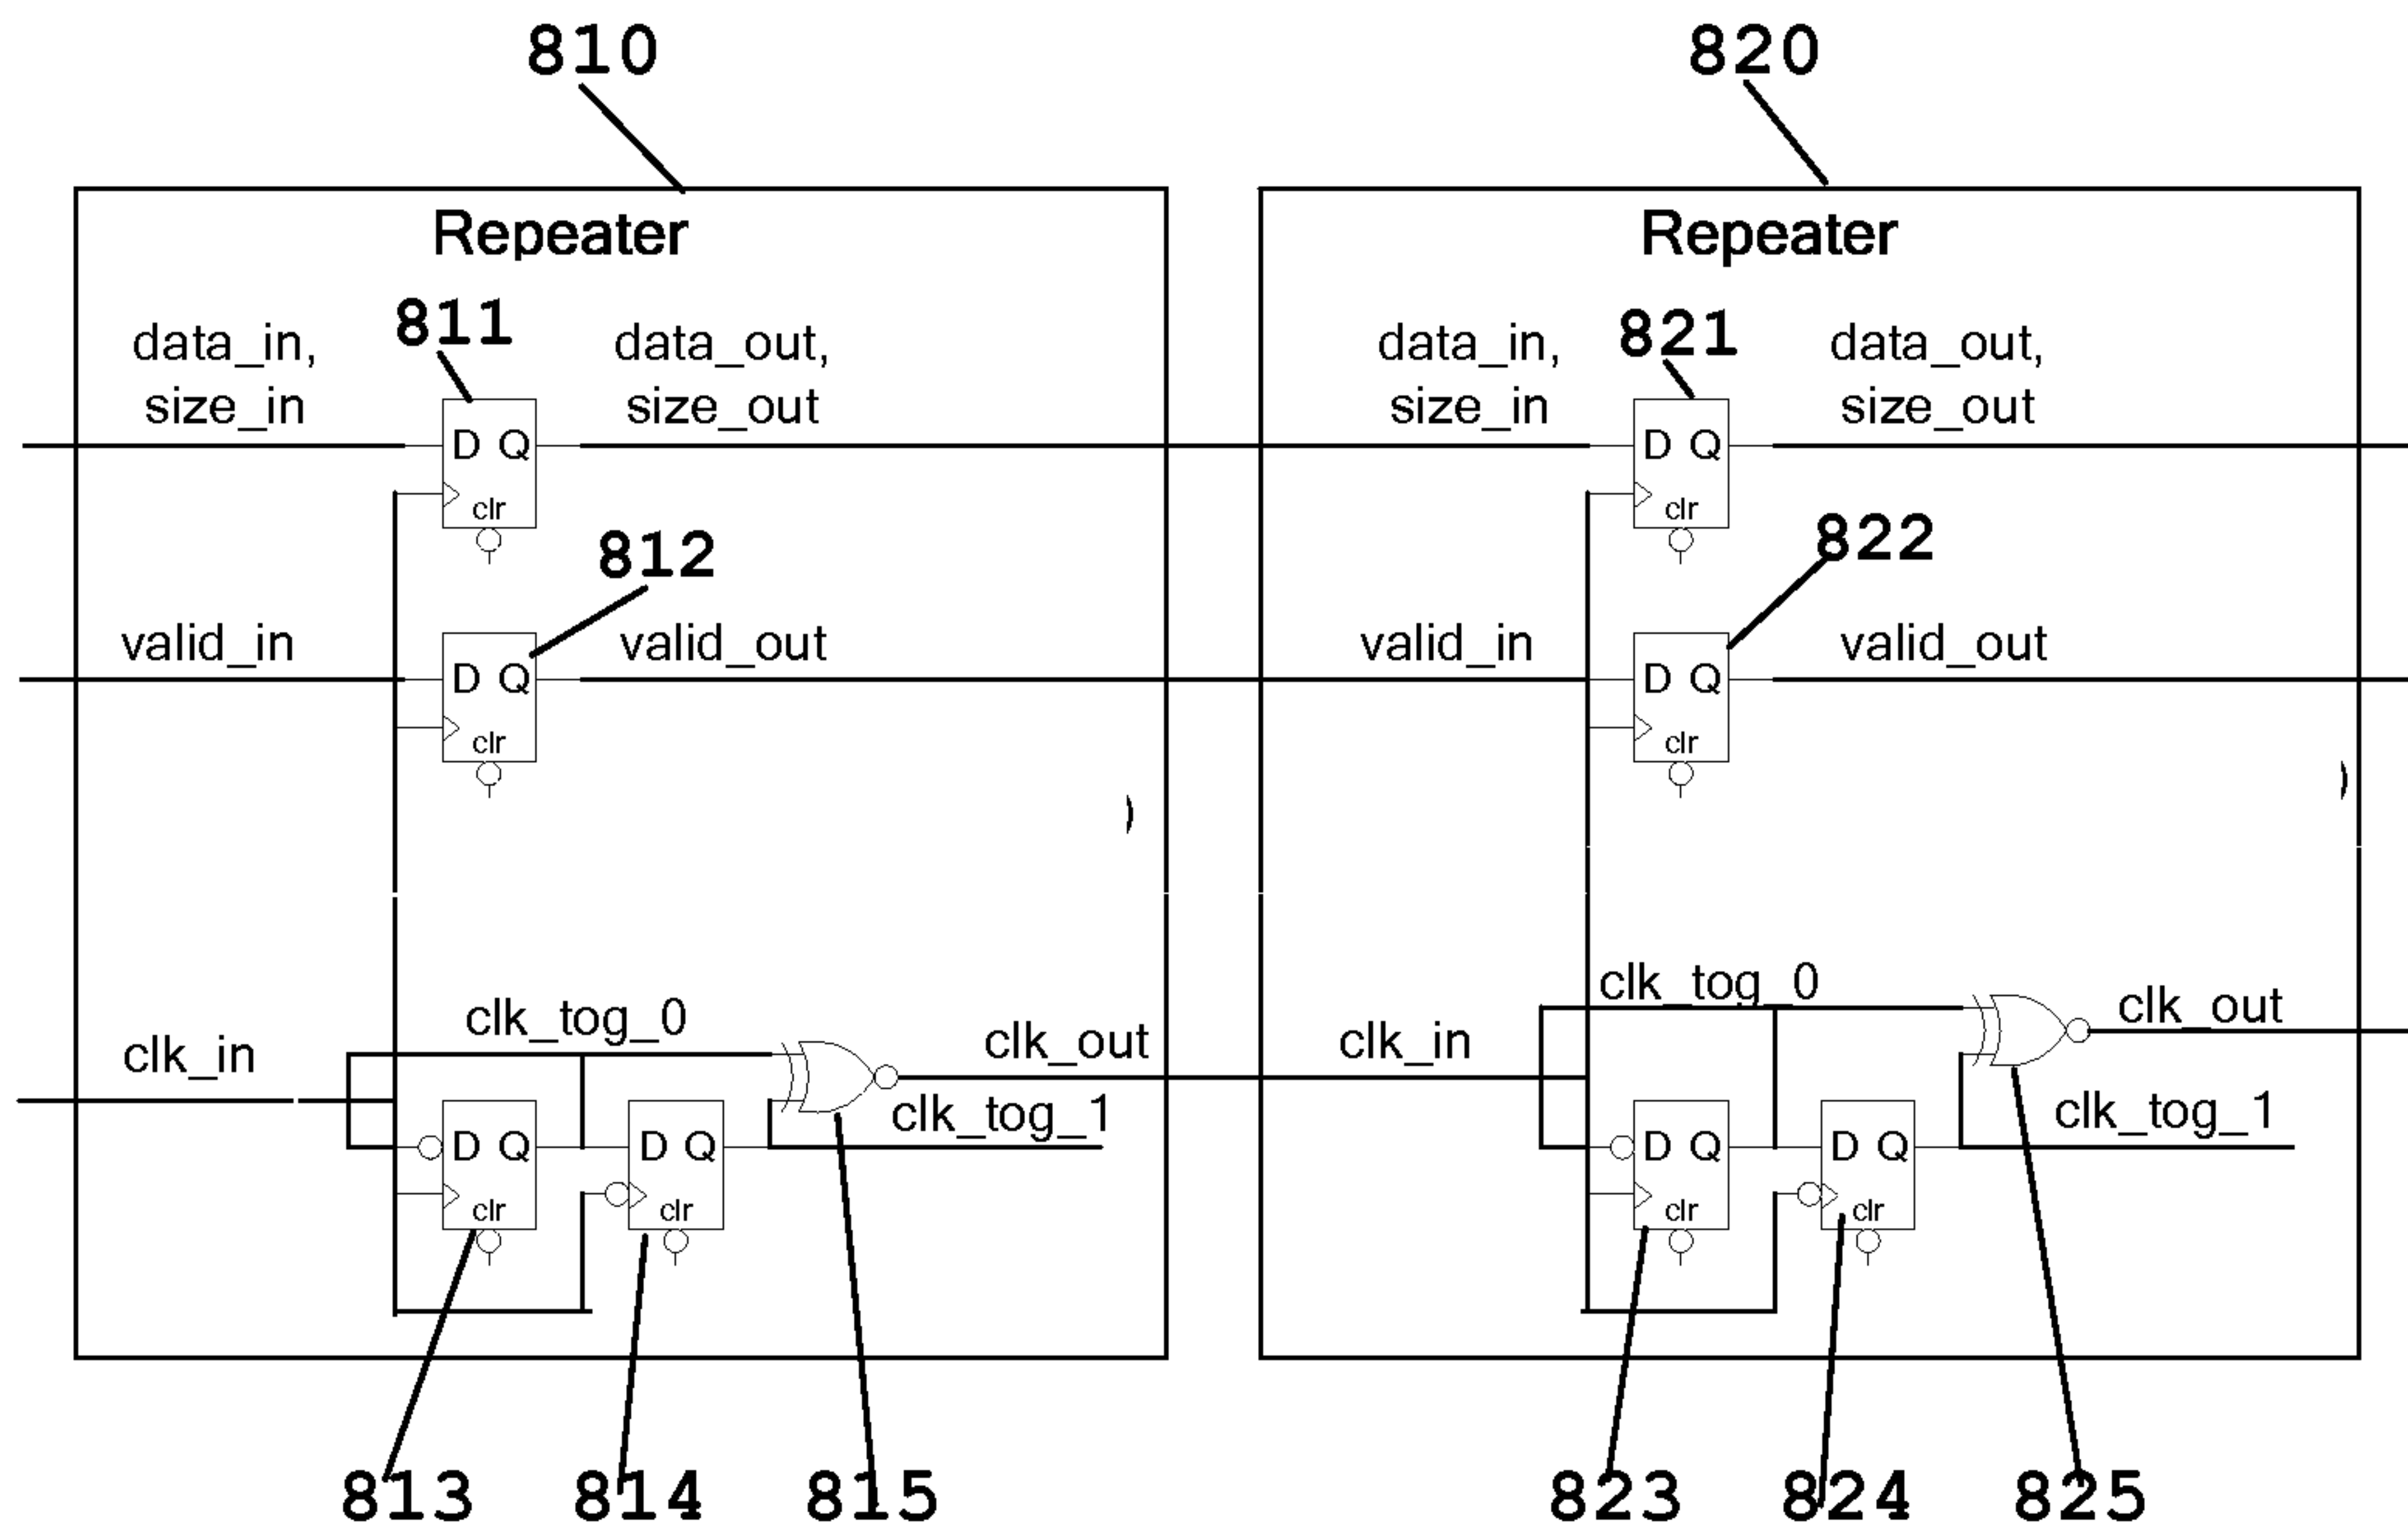 810
820
Repeater
Repeater
data_in,
size_in
811
data_out,
size_out
data_in,
size_in
821
data_out,
size_out
D Q
clr
D Q
clr
valid_in
812
valid_out
valid_in
822
valid_out
D Q
clr
D Q
clr
)
)
clk_in
clk_tog_0
clk_out
clk_tog_1
clk_in
clk_tog_0
clk_out
clk_tog_1
D Q
clr
D Q
clr
D Q
clr
D Q
clr
813
814
815
823
824
825